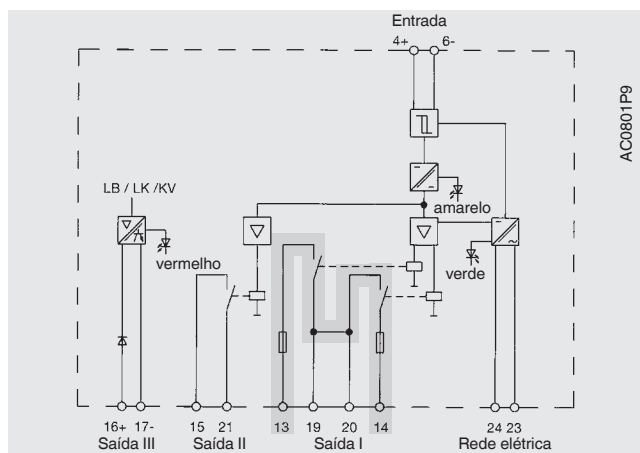 Entrada
4+ 6-
AC0801P9
LB / LK /KV
amarelo
vermelho
verde
16+ 17- 15 21 13 19 20 14 24 23
Saída III Saída II Saída I Rede elétrica